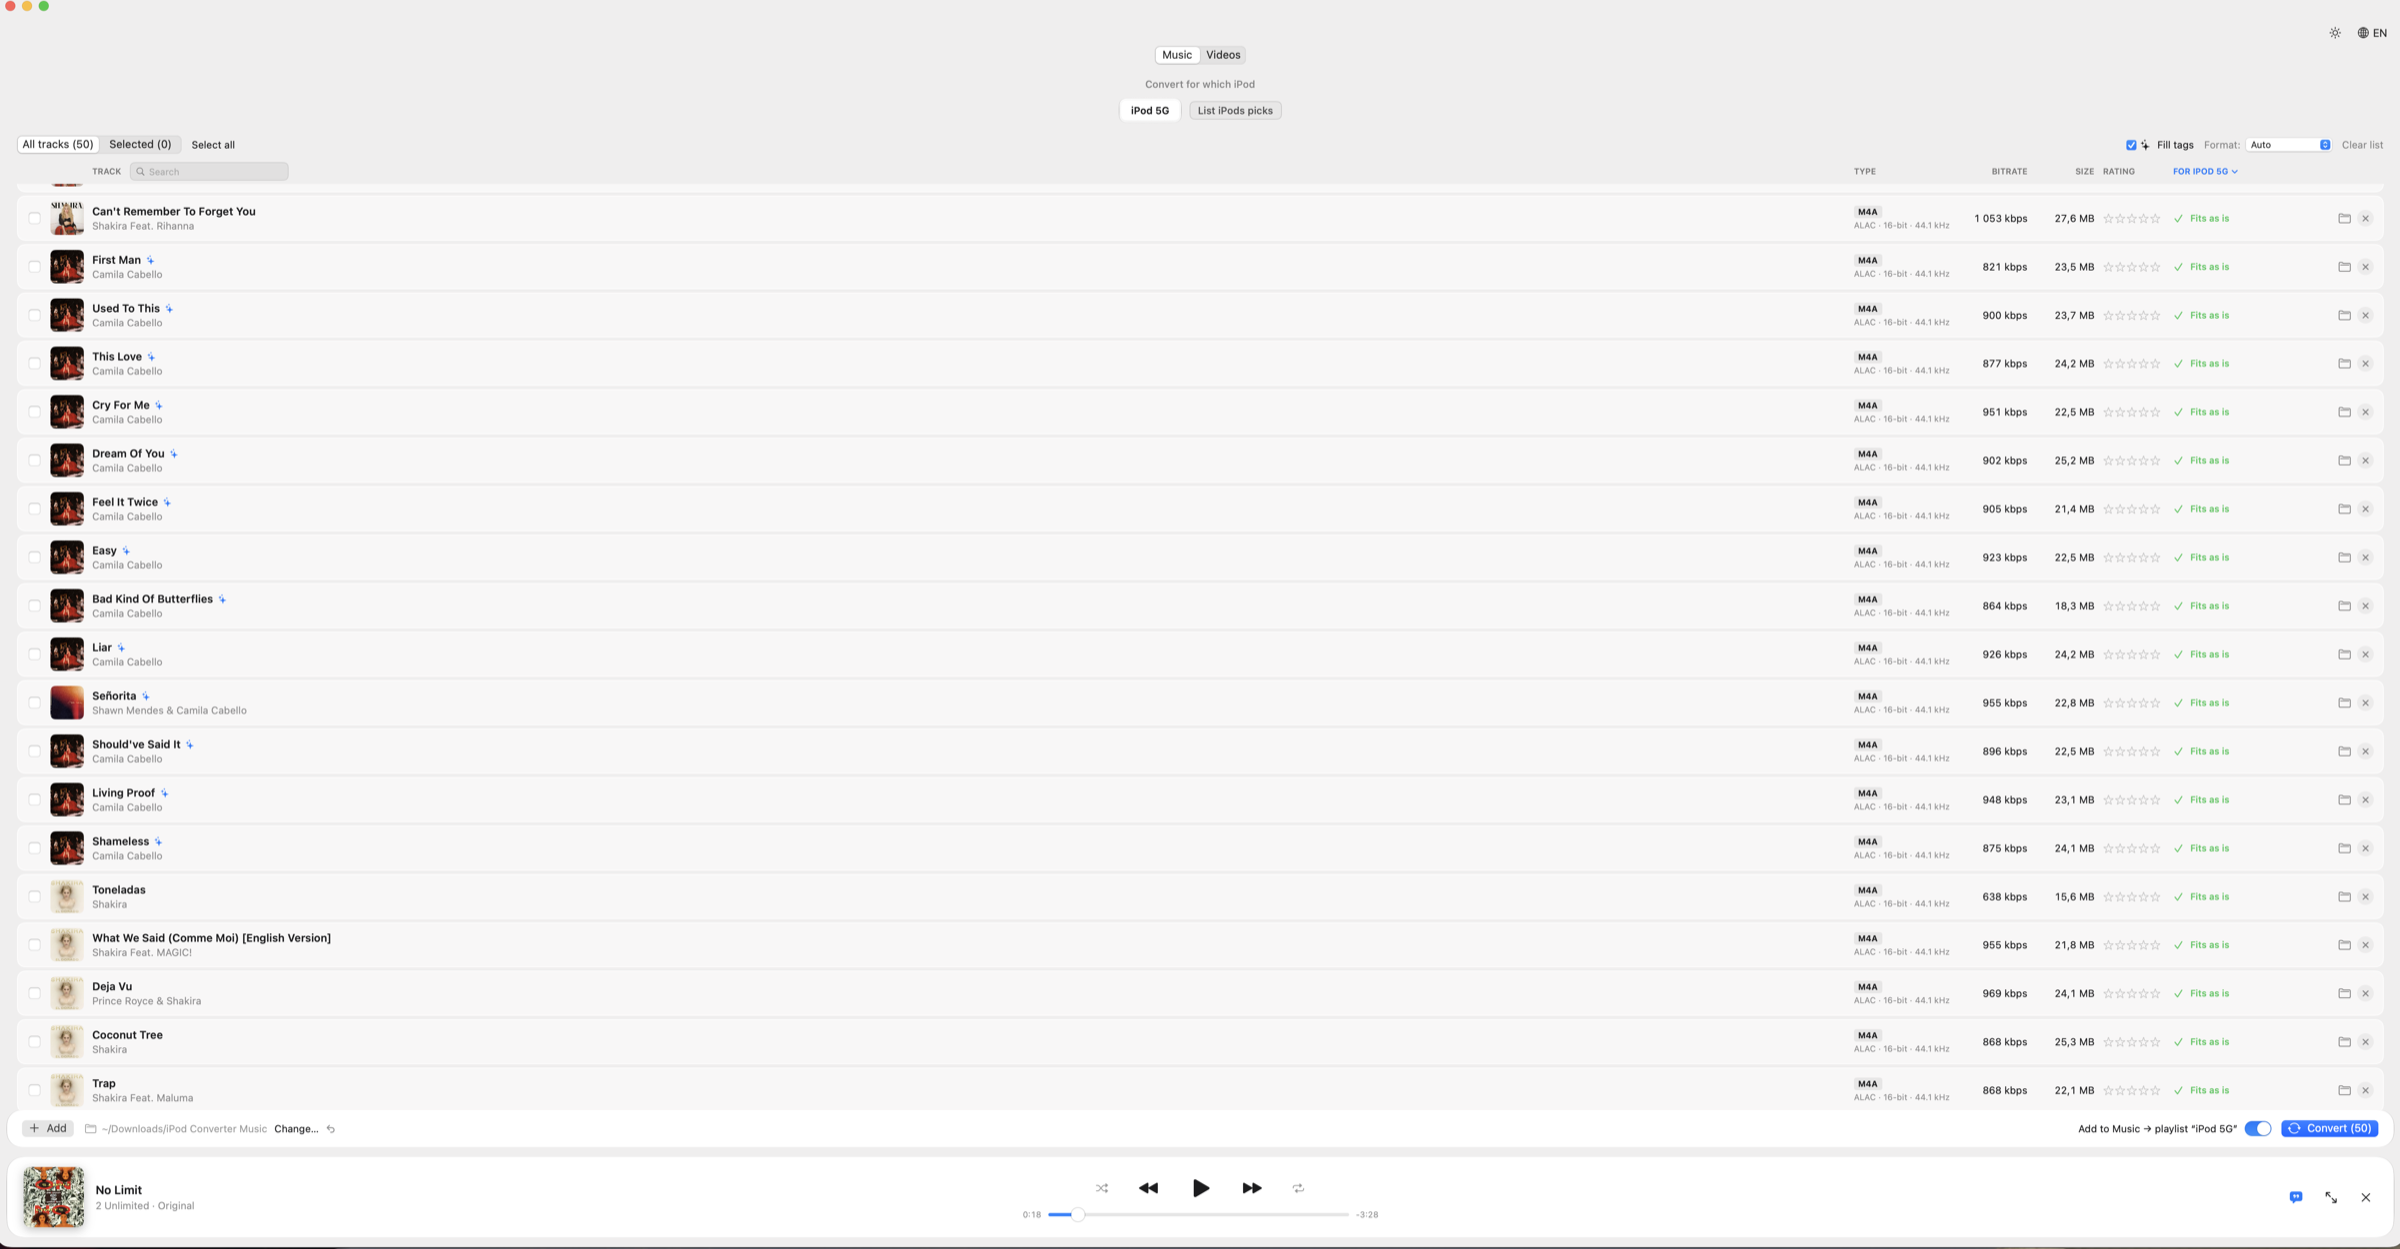 EN
Music Videos
Convert for which iPod
iPod 5G List iPods picks
All tracks (50) Selected (0) Select all Fill tags Format: Auto Clear list
TRACK Search TYPE BITRATE SIZE RATING FOR IPOD 5G
SHAKIRA
Can't Remember To Forget You M4A 1 053 kbps 27,6 MB Fits as is
Shakira Feat. Rihanna ALAC · 16-bit · 44.1 kHz
First Man M4A 821 kbps 23,5 MB Fits as is
Camila Cabello ALAC · 16-bit · 44.1 kHz
Used To This M4A 900 kbps 23,7 MB Fits as is
Camila Cabello ALAC · 16-bit · 44.1 kHz
This Love M4A 877 kbps 24,2 MB Fits as is
Camila Cabello ALAC · 16-bit · 44.1 kHz
Cry For Me M4A 951 kbps 22,5 MB Fits as is
Camila Cabello ALAC · 16-bit · 44.1 kHz
Dream Of You M4A 902 kbps 25,2 MB Fits as is
Camila Cabello ALAC · 16-bit · 44.1 kHz
Feel It Twice M4A 905 kbps 21,4 MB Fits as is
Camila Cabello ALAC · 16-bit · 44.1 kHz
Easy M4A 923 kbps 22,5 MB Fits as is
Camila Cabello ALAC · 16-bit · 44.1 kHz
Bad Kind Of Butterflies M4A 864 kbps 18,3 MB Fits as is
Camila Cabello ALAC · 16-bit · 44.1 kHz
Liar M4A 926 kbps 24,2 MB Fits as is
Camila Cabello ALAC · 16-bit · 44.1 kHz
Señorita M4A 955 kbps 22,8 MB Fits as is
Shawn Mendes & Camila Cabello ALAC · 16-bit · 44.1 kHz
Should've Said It M4A 896 kbps 22,5 MB Fits as is
Camila Cabello ALAC · 16-bit · 44.1 kHz
Living Proof M4A 948 kbps 23,1 MB Fits as is
Camila Cabello ALAC · 16-bit · 44.1 kHz
Shameless M4A 875 kbps 24,1 MB Fits as is
Camila Cabello ALAC · 16-bit · 44.1 kHz
Toneladas M4A 638 kbps 15,6 MB Fits as is
Shakira ALAC · 16-bit · 44.1 kHz
What We Said (Comme Moi) [English Version] M4A 955 kbps 21,8 MB Fits as is
Shakira Feat. MAGIC! ALAC · 16-bit · 44.1 kHz
Deja Vu M4A 969 kbps 24,1 MB Fits as is
Prince Royce & Shakira ALAC · 16-bit · 44.1 kHz
Coconut Tree M4A 868 kbps 25,3 MB Fits as is
Shakira ALAC · 16-bit · 44.1 kHz
Trap M4A 868 kbps 22,1 MB Fits as is
Shakira Feat. Maluma ALAC · 16-bit · 44.1 kHz
+ Add ~/Downloads/iPod Converter Music Change... Add to Music → playlist “iPod 5G” Convert (50)
No Limit
2 Unlimited · Original
0:18 -3:28